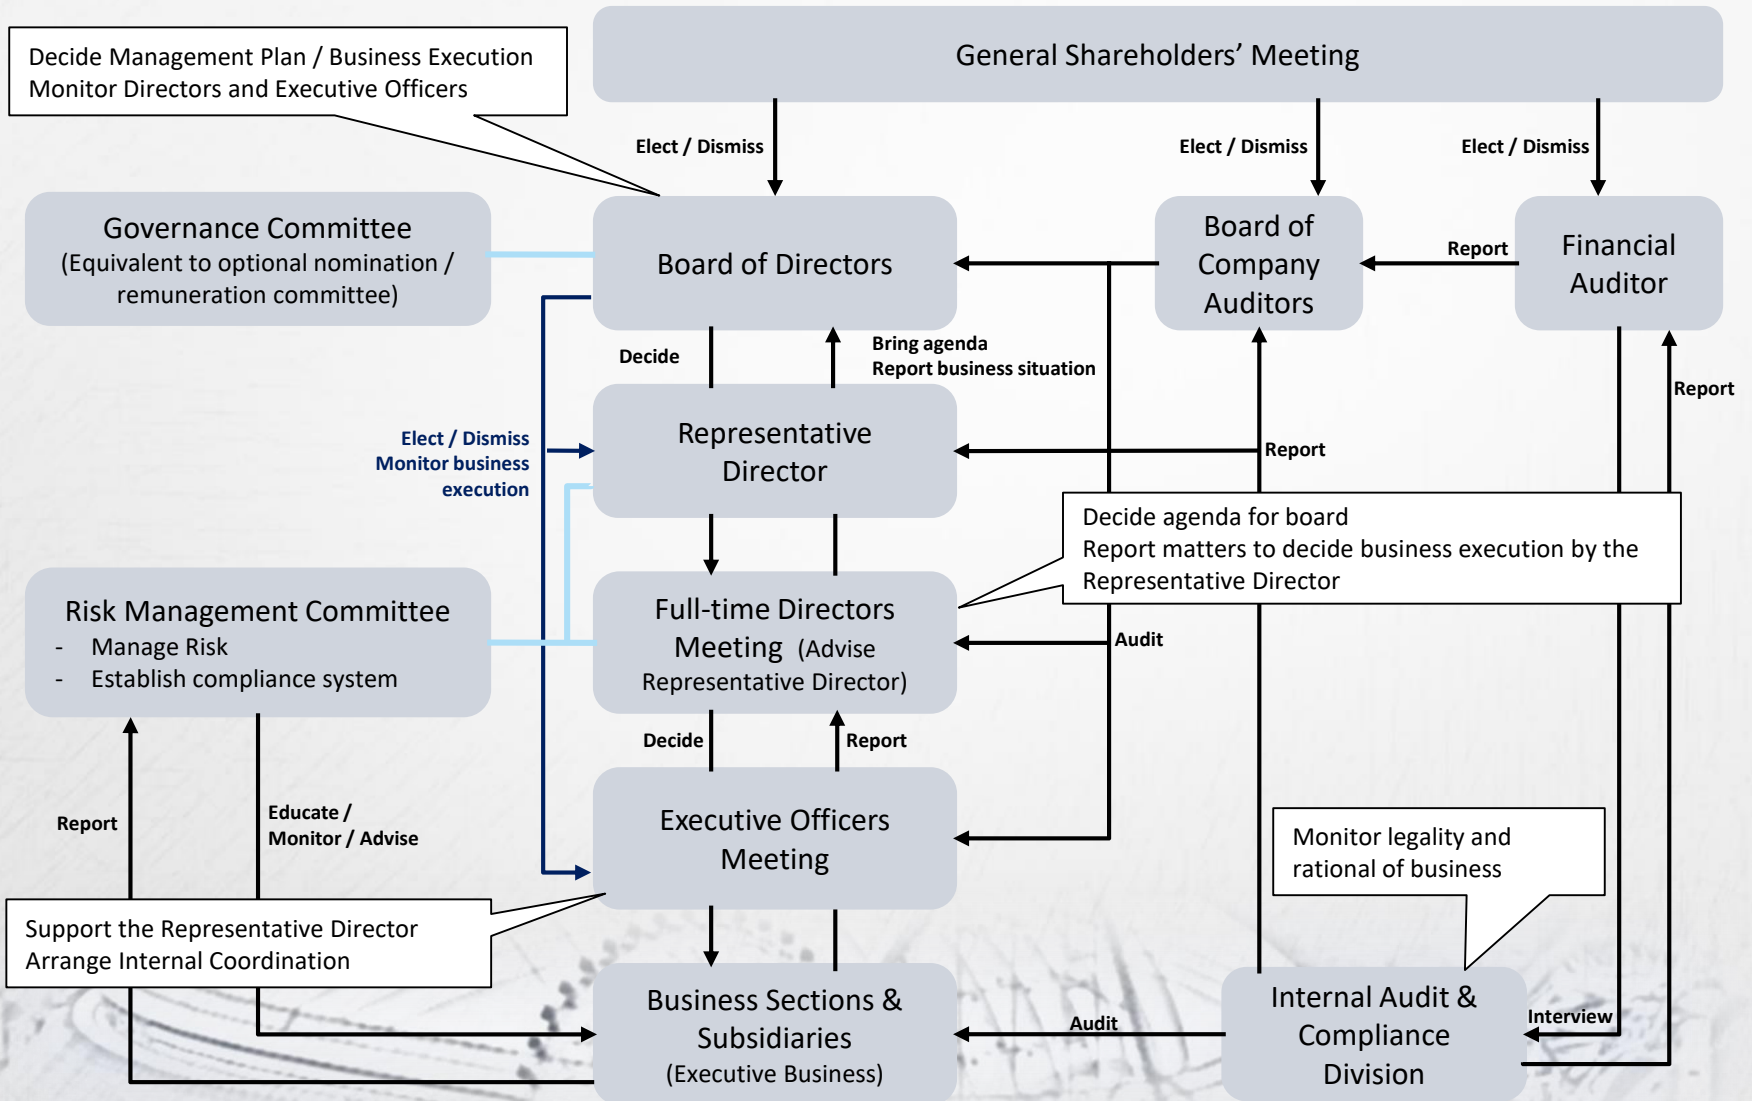 General Shareholders' Meeting
Decide Management Plan / Business Execution
Monitor Directors and Executive Officers
Elect / Dismiss
Elect / Dismiss
Elect / Dismiss
Governance Committee
(Equivalent to optional nomination /
remuneration committee)
Board of Directors
Board of
Company
Auditors
Report
Financial
Auditor
Decide
Bring agenda
Report business situation
Report
Elect / Dismiss
Monitor business
execution
Representative
Director
Report
Decide agenda for board
Report matters to decide business execution by the
Representative Director
Risk Management Committee
- Manage Risk
- Establish compliance system
Full-time Directors
Meeting (Advise
Representative Director)
Audit
Decide
Report
Report
Educate /
Monitor / Advise
Executive Officers
Meeting
Monitor legality and
rational of business
Support the Representative Director
Arrange Internal Coordination
Business Sections &
Subsidiaries
(Executive Business)
Audit
Internal Audit &
Compliance
Division
Interview